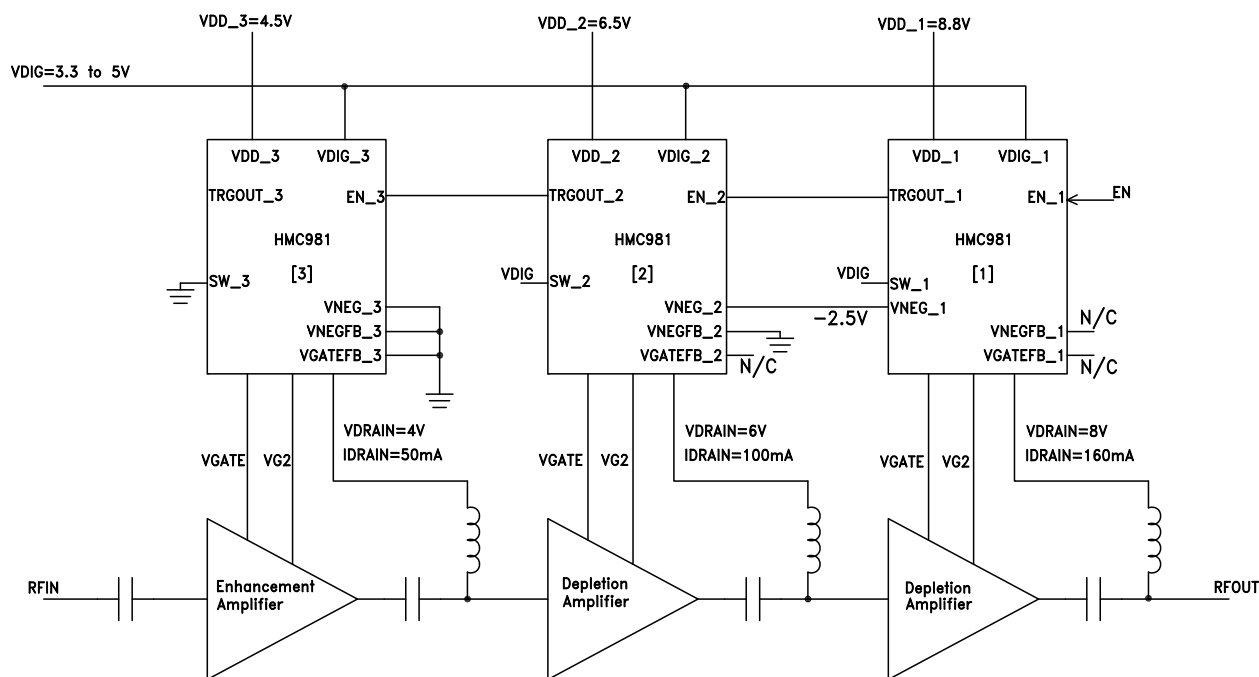 VDD_3=4.5V
VDD_2=6.5V
VDD_1=8.8V
VDIG=3.3 to 5V
VDD_3 VDIG_3
TRGOUT_3 EN_3
HMC981
[3]
SW_3
VNEG_3
VNEGFB_3
VGATEFB_3
VDD_2 VDIG_2
TRGOUT_2 EN_2
HMC981
[2]
VDIG
SW_2
VNEG_2
VNEGFB_2
VGATEFB_2
N/C
VDD_1 VDIG_1
TRGOUT_1 EN_1
EN
HMC981
[1]
VDIG
SW_1
VNEG_1
-2.5V
VNEGFB_1
N/C
VGATEFB_1
N/C
VGATE
VG2
VDRAIN=4V
IDRAIN=50mA
VGATE
VG2
VDRAIN=6V
IDRAIN=100mA
VGATE
VG2
VDRAIN=8V
IDRAIN=160mA
RFIN
Enhancement
Amplifier
Depletion
Amplifier
Depletion
Amplifier
RFOUT